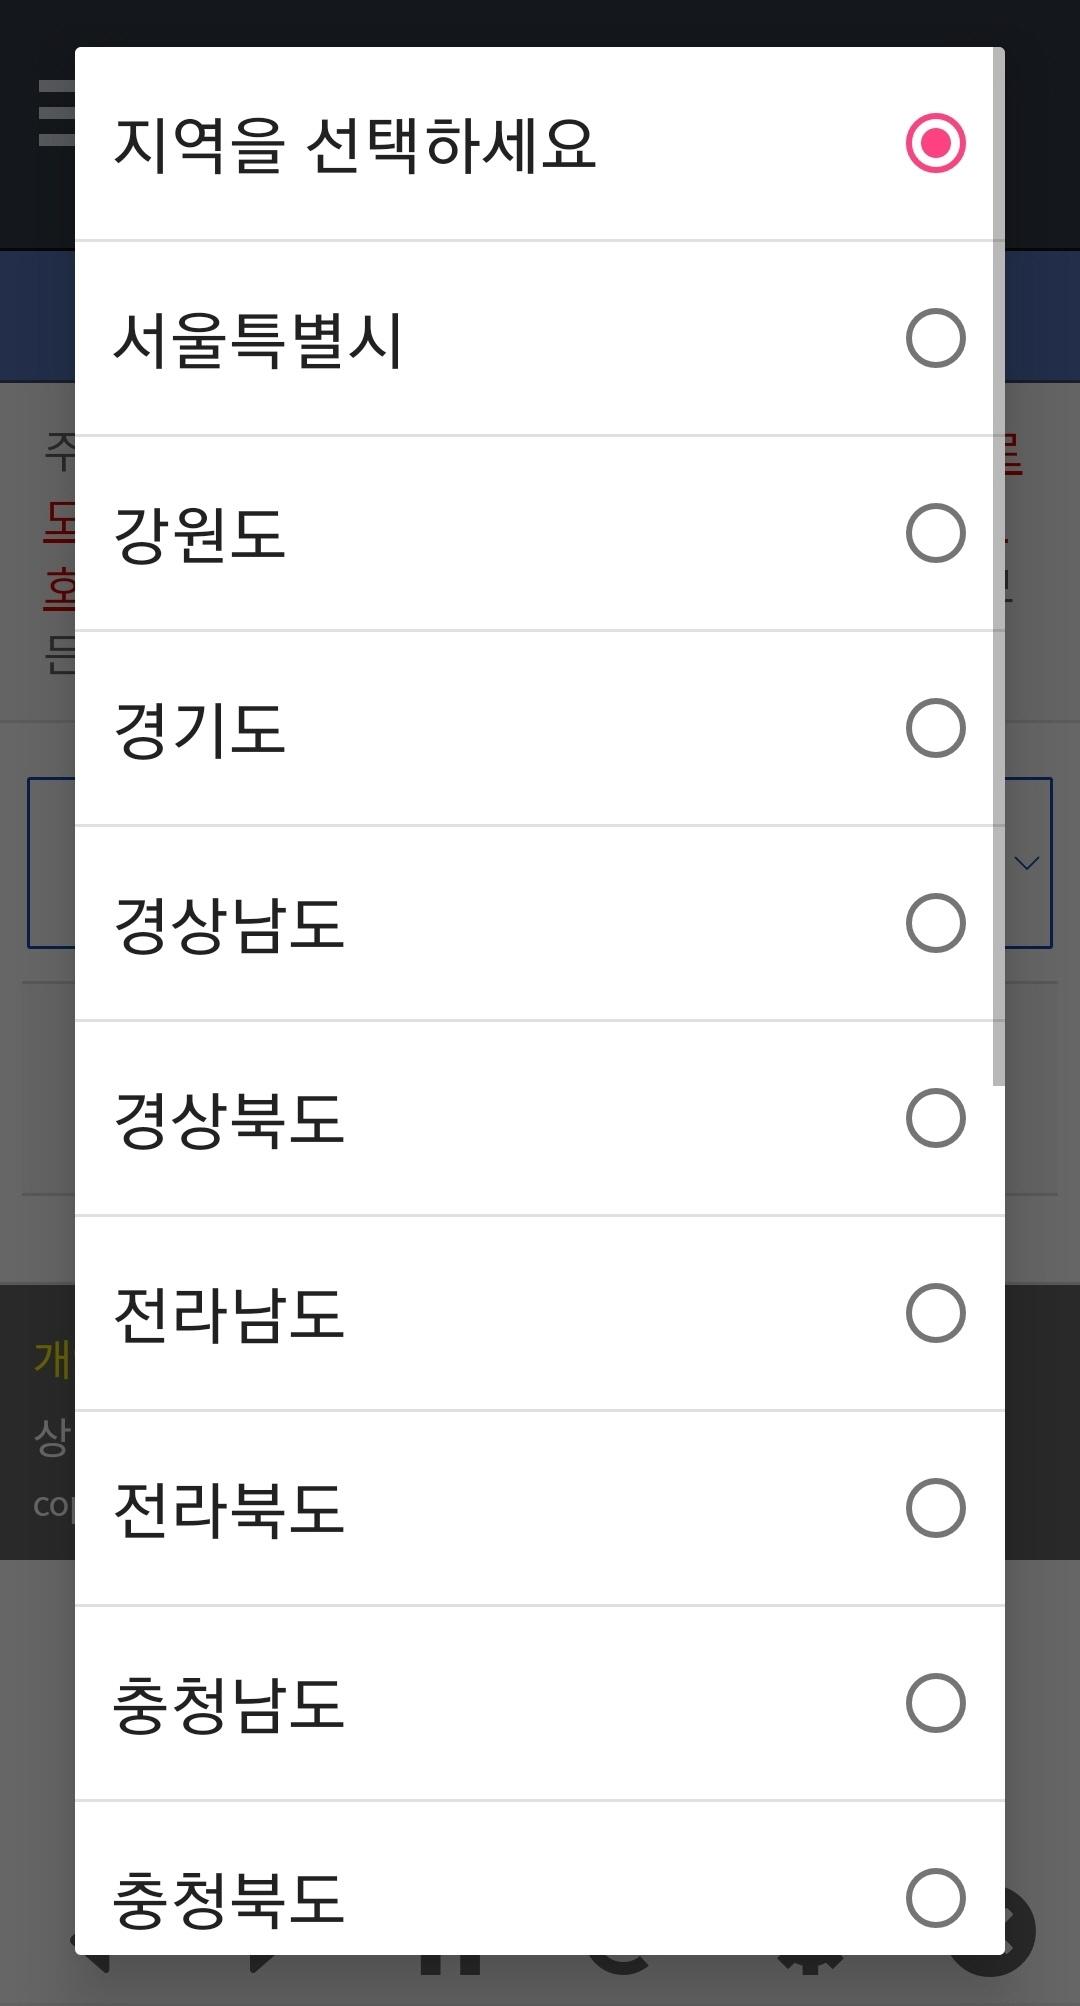 지역을 선택하세요
서울특별시
강원도
경기도
경상남도
경상북도
전라남도
전라북도
충청남도
충청북도
개
상